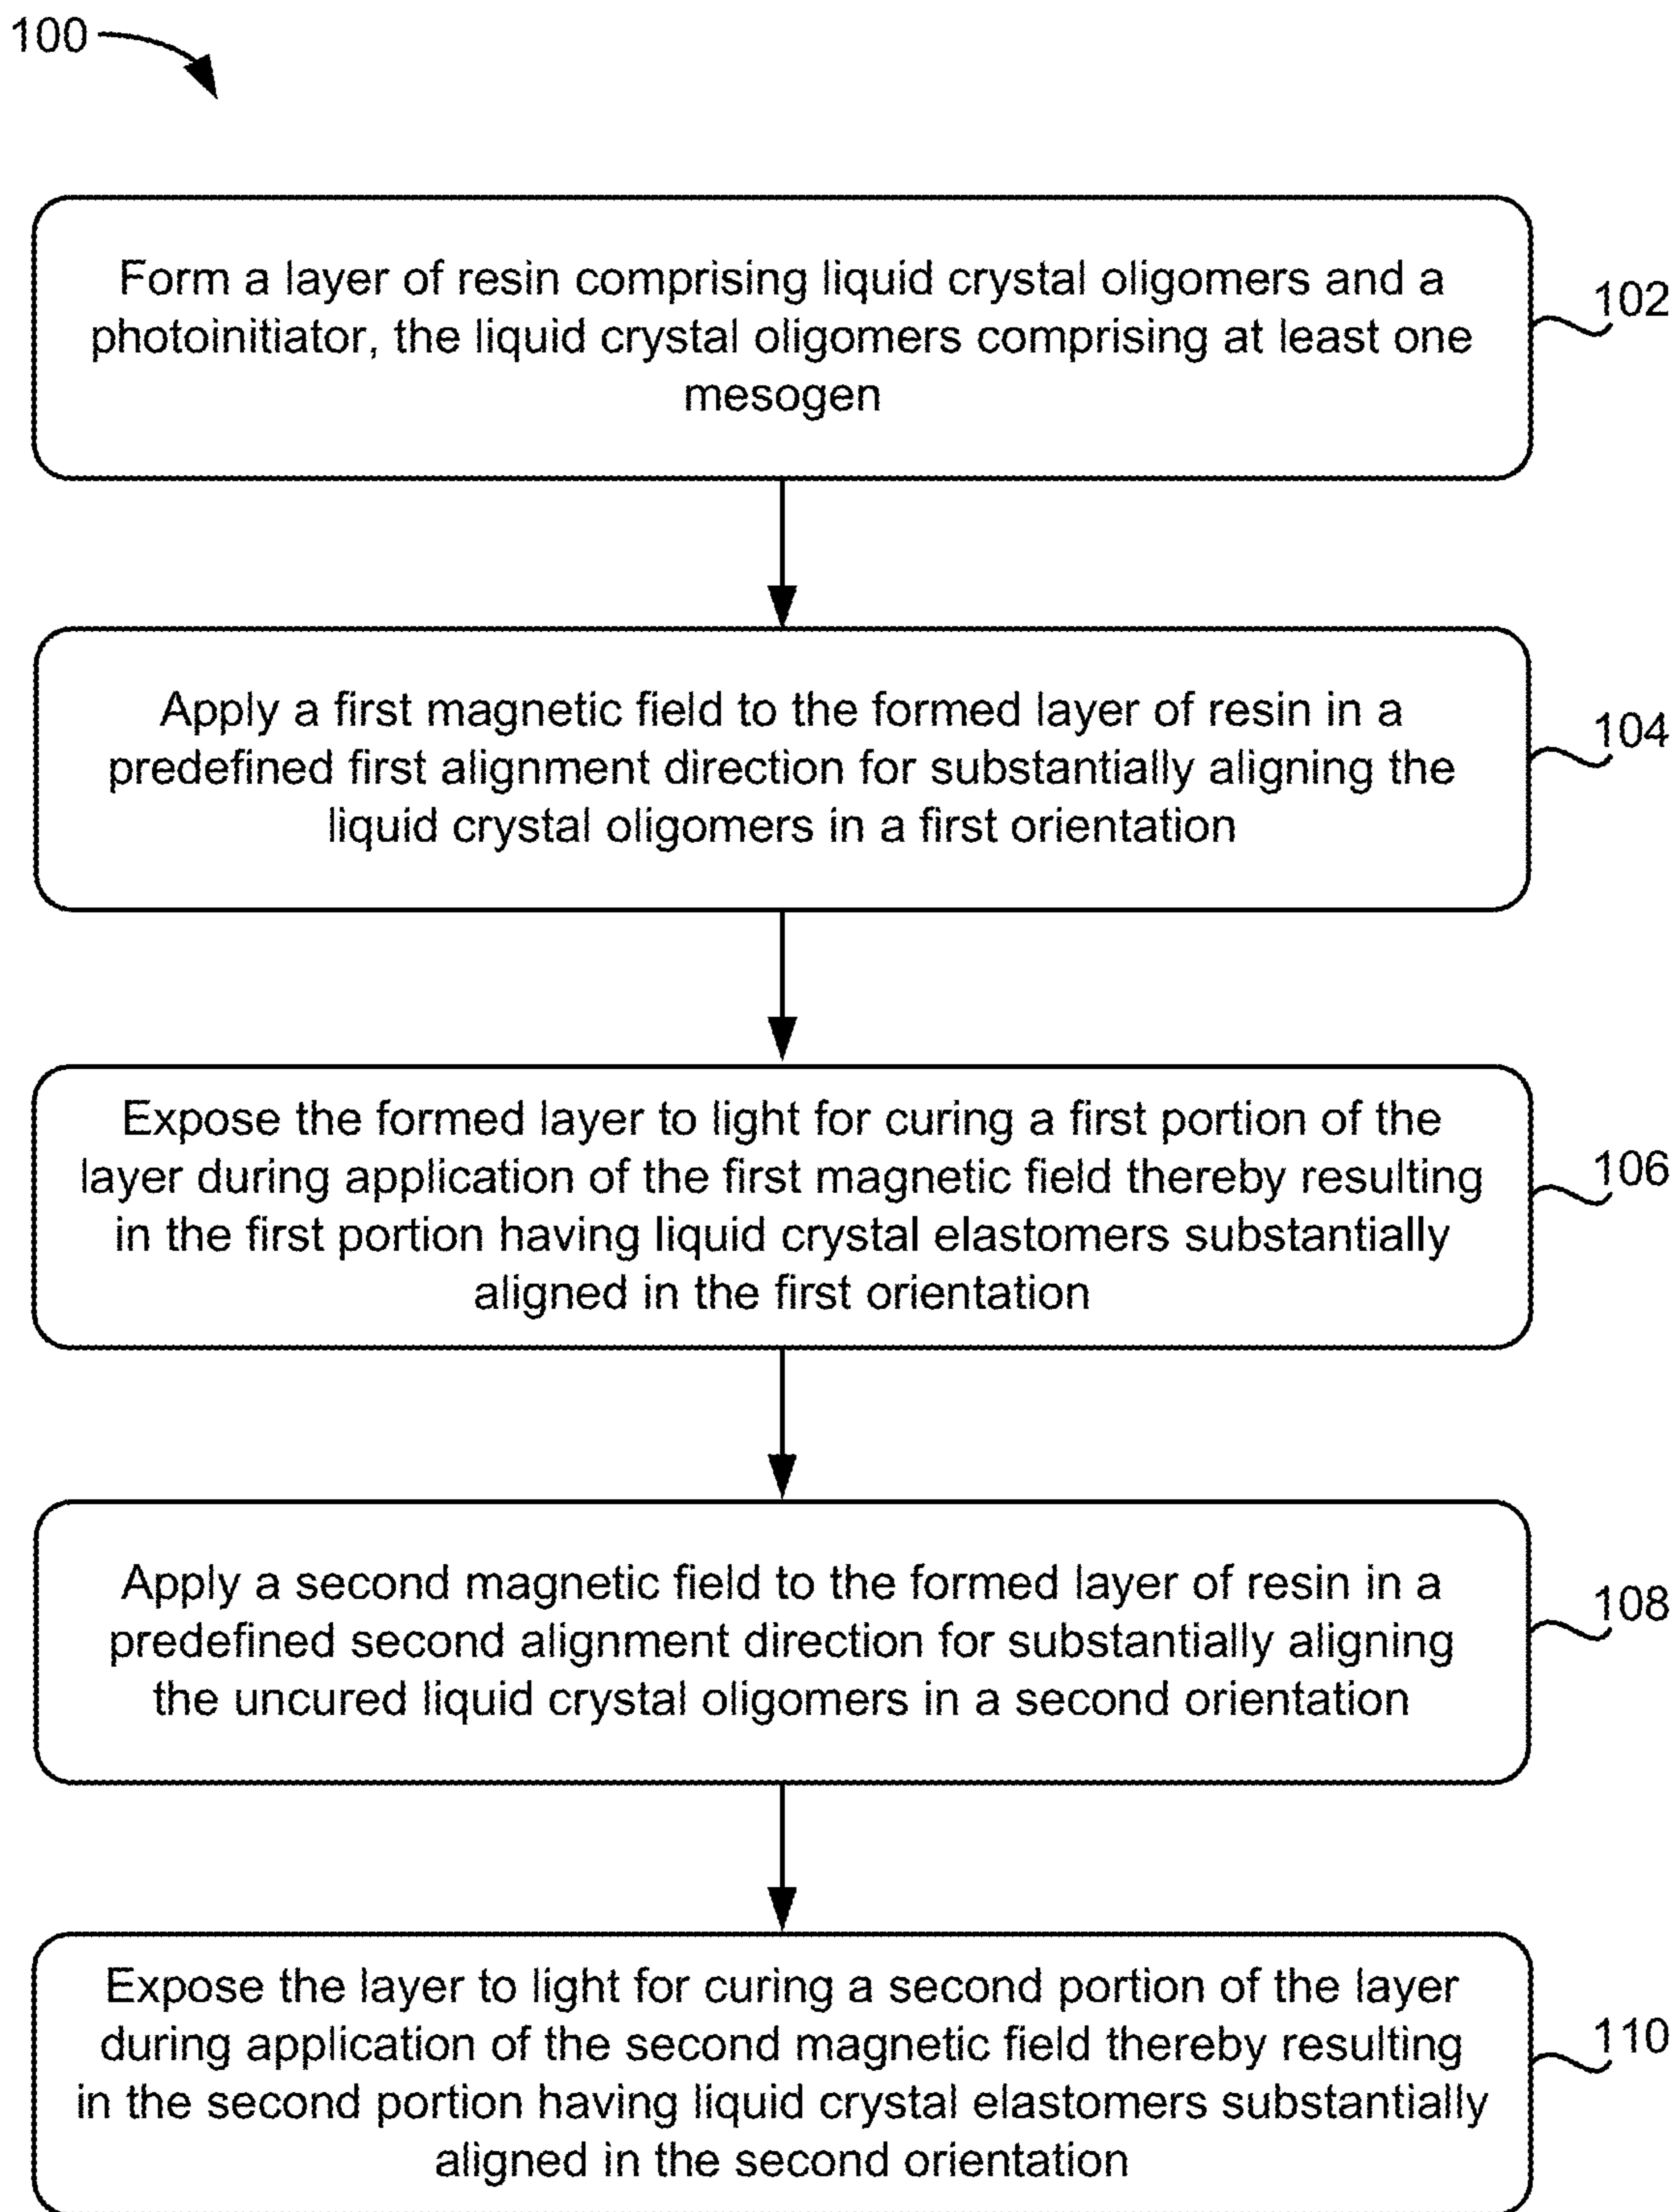 100
Form a layer of resin comprising liquid crystal oligomers and a
photoinitiator, the liquid crystal oligomers comprising at least one
mesogen
102
Apply a first magnetic field to the formed layer of resin in a
predefined first alignment direction for substantially aligning the
liquid crystal oligomers in a first orientation
104
Expose the formed layer to light for curing a first portion of the
layer during application of the first magnetic field thereby resulting
in the first portion having liquid crystal elastomers substantially
aligned in the first orientation
106
Apply a second magnetic field to the formed layer of resin in a
predefined second alignment direction for substantially aligning
the uncured liquid crystal oligomers in a second orientation
108
Expose the layer to light for curing a second portion of the layer
during application of the second magnetic field thereby resulting
in the second portion having liquid crystal elastomers substantially
aligned in the second orientation
110